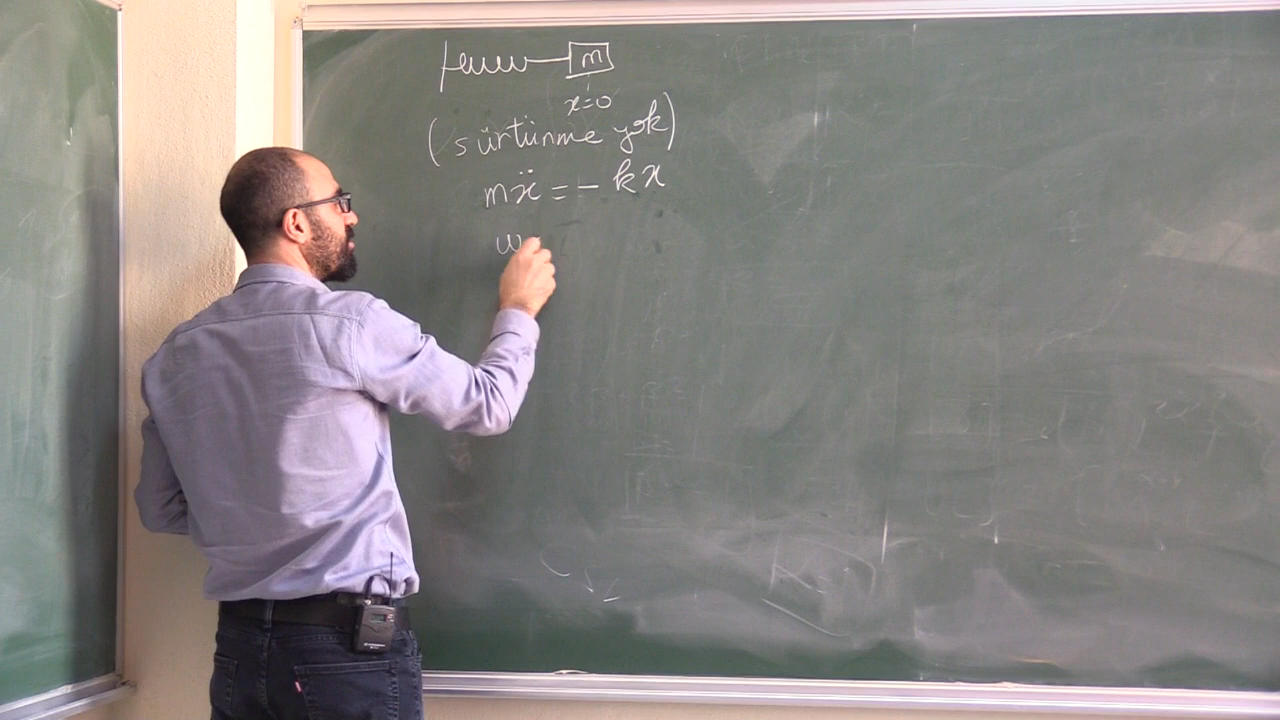 m
x=0
(sürtünme yok)
mẍ = - kx
w